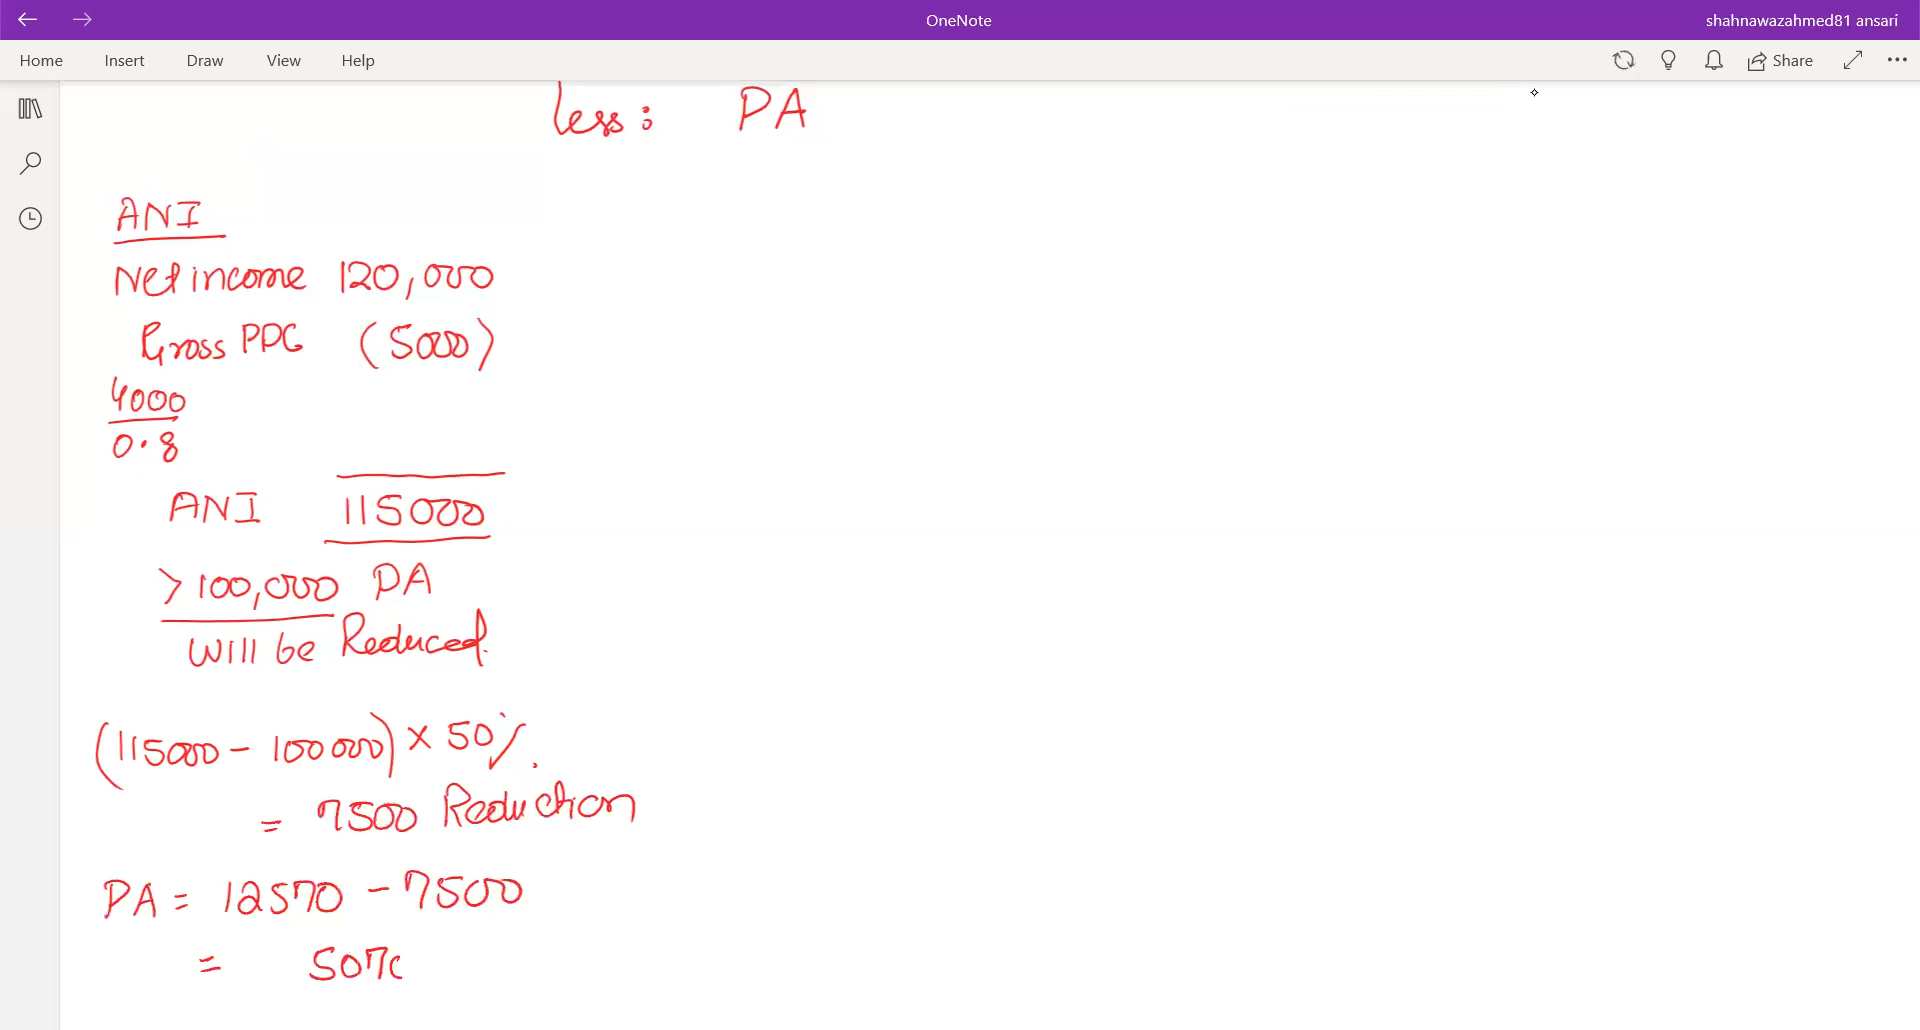 OneNote
shahnawazahmed81 ansari
Home Insert Draw View Help
Share
less: PA
ANI
Net income 120,000
Gross PPC (5000)
4000
0.8
ANI 115000
> 100,000 PA
will be Reduced
(115000 - 100000) × 50%.
= 7500 Reduction
PA = 12570 - 7500
= 5070